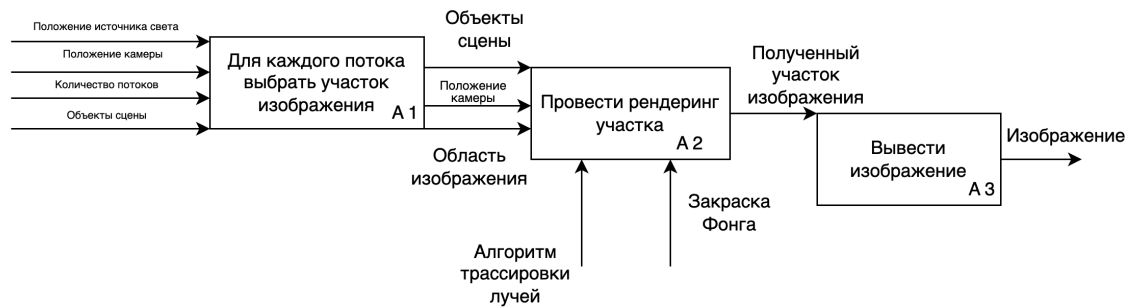 Положение источника света
Положение камеры
Количество потоков
Объекты сцены
Для каждого потока
выбрать участок
изображения
А 1
Объекты
сцены
Положение
камеры
Область
изображения
Провести рендеринг
участка
А 2
Алгоритм
трассировки
лучей
Закраска
Фонга
Полученный
участок
изображения
Вывести
изображение
А 3
Изображение